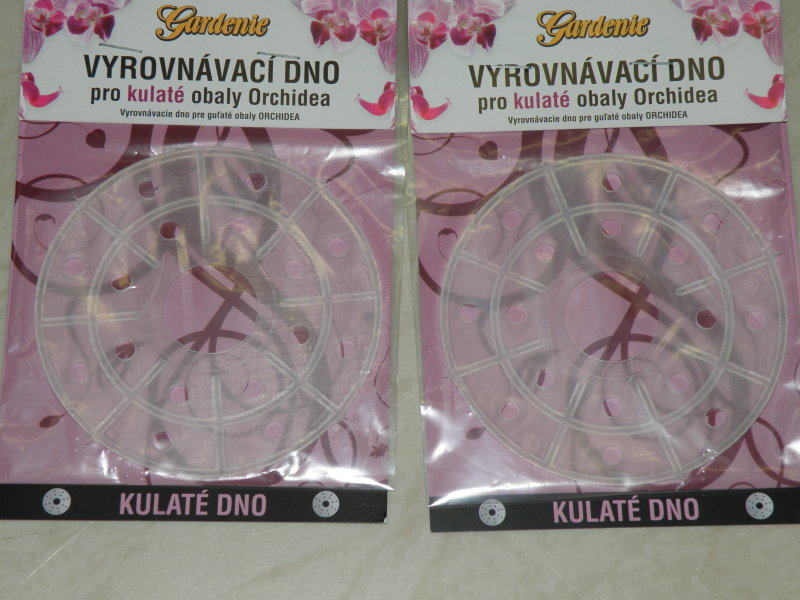 Gardenie
VYROVNÁVACÍ DNO
pro kulaté obaly Orchidea
Vyrovnávacie dno pre guľaté obaly ORCHIDEA
KULATÉ DNO
Gardenie
VYROVNÁVACÍ DNO
pro kulaté obaly Orchidea
Vyrovnávacie dno pre guľaté obaly ORCHIDEA
KULATÉ DNO